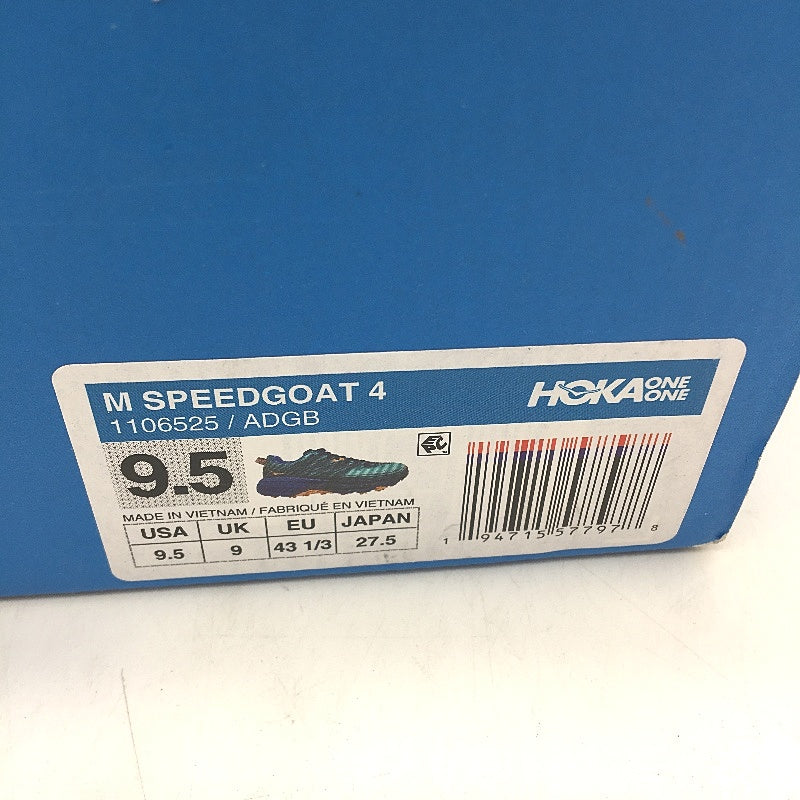 M SPEEDGOAT 4
HOKA ONE ONE
1106525 / ADGB
9.5
EC
MADE IN VIETNAM / FABRIQUÉ EN VIETNAM
USA UK EU JAPAN
9.5 9 43 1/3 27.5
1 94715 57797 8